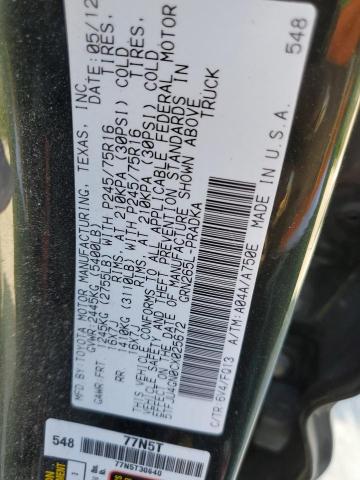 MFD. BY TOYOTA MOTOR MANUFACTURING, TEXAS, INC. DATE: 05/12
GVWR 2445KG (5400LB)
GAWR FRT 1245KG (2755LB) WITH P245/75R16 TIRES,
16X7J RIMS, AT 210KPA (30PSI) COLD
RR 1410KG (3110LB) WITH P245/75R16 TIRES,
16X7J RIMS, AT 210KPA (30PSI) COLD
THIS VEHICLE CONFORMS TO ALL APPLICABLE FEDERAL MOTOR
VEHICLE SAFETY AND THEFT PREVENTION STANDARDS IN
EFFECT ON THE DATE OF MANUFACTURE SHOWN ABOVE.
5TFJU4GN0CX025672 TRUCK
GRN265L-PRADKA
C/TR: 6V4/FQ13 A/TM: A04A/A750E MADE IN U.S.A. 548
548 77N5T
77N5T30640